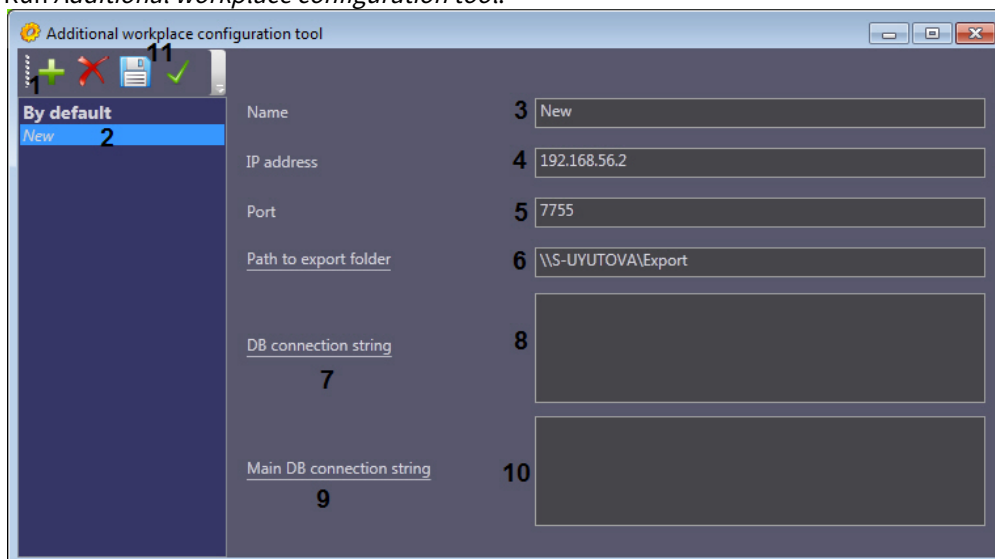 Run Additional workplace configuration tool.
Additional workplace configuration tool
11
1
By default
New 2
Name 3 New
IP address 4 192.168.56.2
Port 5 7755
Path to export folder 6 \\S-UYUTOVA\Export
DB connection string 8
7
Main DB connection string 10
9